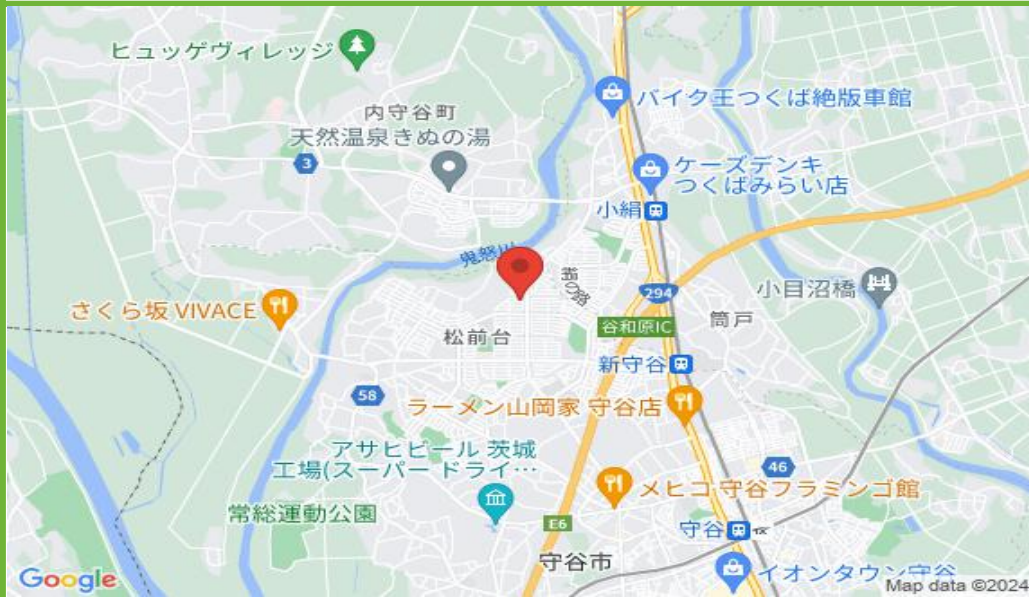 ヒュッゲヴィレッジ
バイク王つくば絶版車館
内守谷町
天然温泉きぬの湯
3
ケーズデンキ
つくばみらい店
小絹
鬼怒川
294
小目沼橋
さくら坂 VIVACE
筒戸
谷和原IC
松前台
新守谷
58
ラーメン山岡家 守谷店
アサヒビール 茨城
工場(スーパー ドライ…
46
メヒコ 守谷フラミンゴ館
常総運動公園
E6
守谷
守谷市
イオンタウン守谷
Google
Map data ©2024